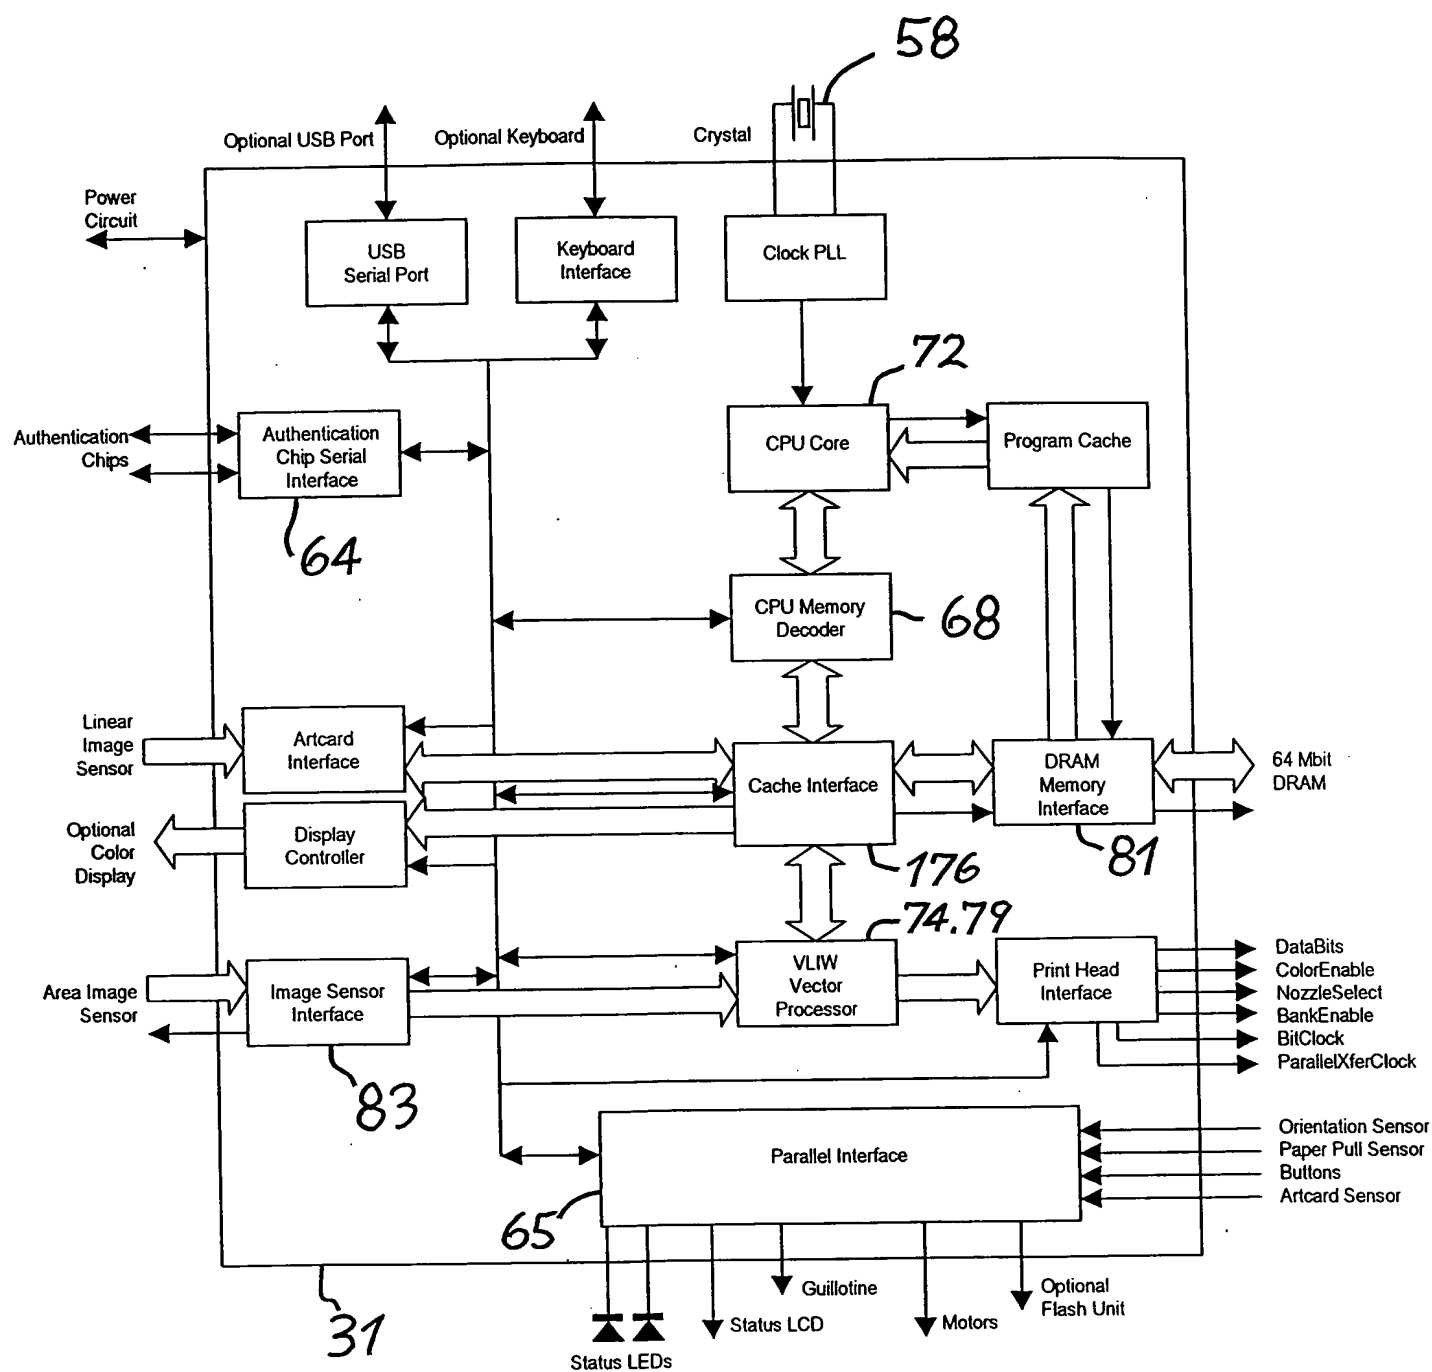 58
Optional USB Port
Optional Keyboard
Crystal
Power
Circuit
USB
Serial Port
Keyboard
Interface
Clock PLL
72
Authentication
Chips
Authentication
Chip Serial
Interface
CPU Core
Program Cache
64
CPU Memory
Decoder
68
Linear
Image
Sensor
Artcard
Interface
Cache Interface
DRAM
Memory
Interface
64 Mbit
DRAM
Optional
Color
Display
Display
Controller
176
81
74.79
Area Image
Sensor
Image Sensor
Interface
VLIW
Vector
Processor
Print Head
Interface
DataBits
ColorEnable
NozzleSelect
BankEnable
BitClock
ParallelXferClock
83
Parallel Interface
Orientation Sensor
Paper Pull Sensor
Buttons
Artcard Sensor
65
31
Status LEDs
Status LCD
Guillotine
Motors
Optional
Flash Unit